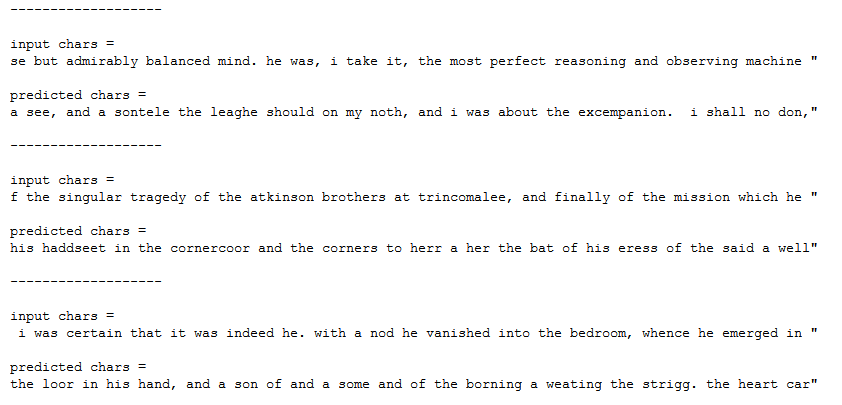 -------------------
input chars =
se but admirably balanced mind. he was, i take it, the most perfect reasoning and observing machine "
predicted chars =
a see, and a sontele the leaghe should on my noth, and i was about the excempanion.  i shall no don,"
-------------------
input chars =
f the singular tragedy of the atkinson brothers at trincomalee, and finally of the mission which he "
predicted chars =
his haddseet in the cornercoor and the corners to herr a her the bat of his eress of the said a well"
-------------------
input chars =
 i was certain that it was indeed he. with a nod he vanished into the bedroom, whence he emerged in "
predicted chars =
the loor in his hand, and a son of and a some and of the borning a weating the strigg. the heart car"